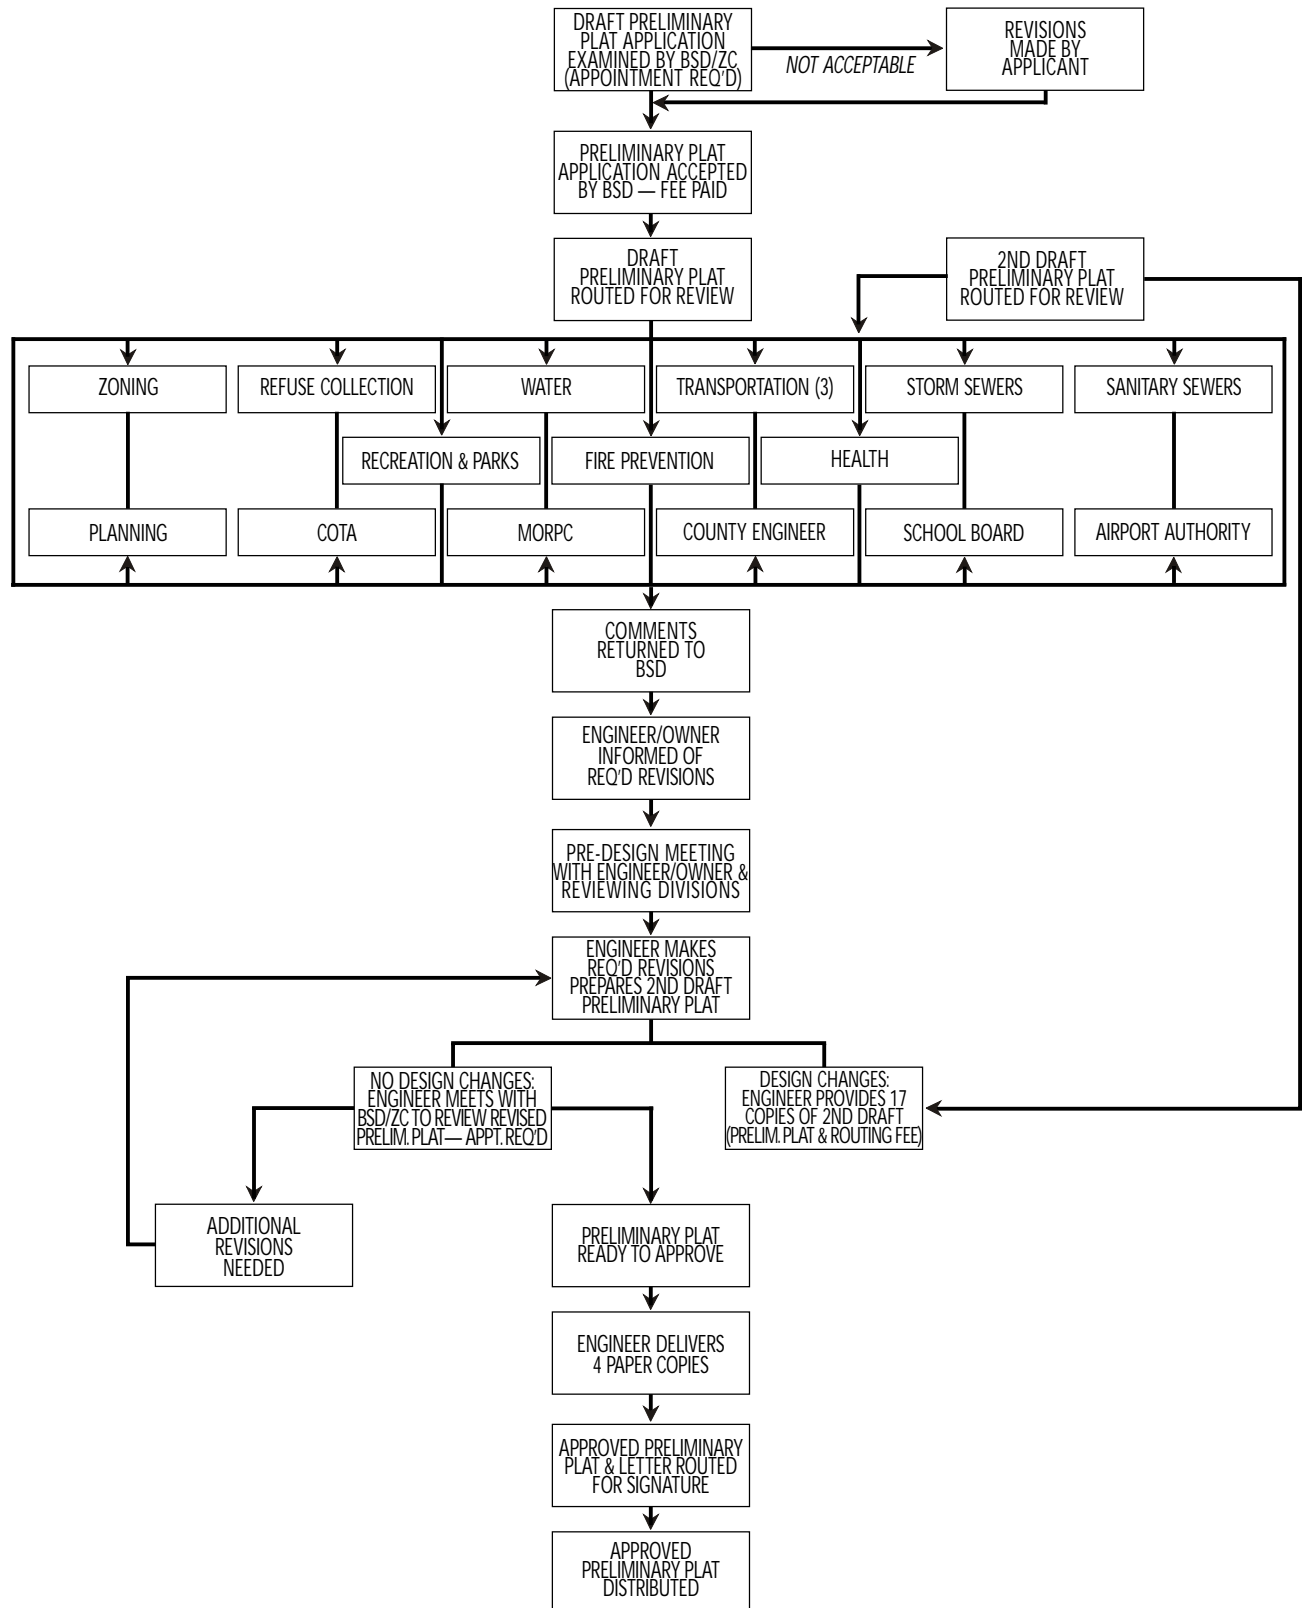 DRAFT PRELIMINARY
PLAT APPLICATION
EXAMINED BY BSD/ZC
(APPOINTMENT REQ'D)
NOT ACCEPTABLE
REVISIONS
MADE BY
APPLICANT
PRELIMINARY PLAT
APPLICATION ACCEPTED
BY BSD — FEE PAID
DRAFT
PRELIMINARY PLAT
ROUTED FOR REVIEW
2ND DRAFT
PRELIMINARY PLAT
ROUTED FOR REVIEW
ZONING
REFUSE COLLECTION
WATER
TRANSPORTATION (3)
STORM SEWERS
SANITARY SEWERS
RECREATION & PARKS
FIRE PREVENTION
HEALTH
PLANNING
COTA
MORPC
COUNTY ENGINEER
SCHOOL BOARD
AIRPORT AUTHORITY
COMMENTS
RETURNED TO
BSD
ENGINEER/OWNER
INFORMED OF
REQ'D REVISIONS
PRE-DESIGN MEETING
WITH ENGINEER/OWNER &
REVIEWING DIVISIONS
ENGINEER MAKES
REQ'D REVISIONS
PREPARES 2ND DRAFT
PRELIMINARY PLAT
NO DESIGN CHANGES:
ENGINEER MEETS WITH
BSD/ZC TO REVIEW REVISED
PRELIM. PLAT— APPT. REQ'D
DESIGN CHANGES:
ENGINEER PROVIDES 17
COPIES OF 2ND DRAFT
(PRELIM. PLAT & ROUTING FEE)
ADDITIONAL
REVISIONS
NEEDED
PRELIMINARY PLAT
READY TO APPROVE
ENGINEER DELIVERS
4 PAPER COPIES
APPROVED PRELIMINARY
PLAT & LETTER ROUTED
FOR SIGNATURE
APPROVED
PRELIMINARY PLAT
DISTRIBUTED